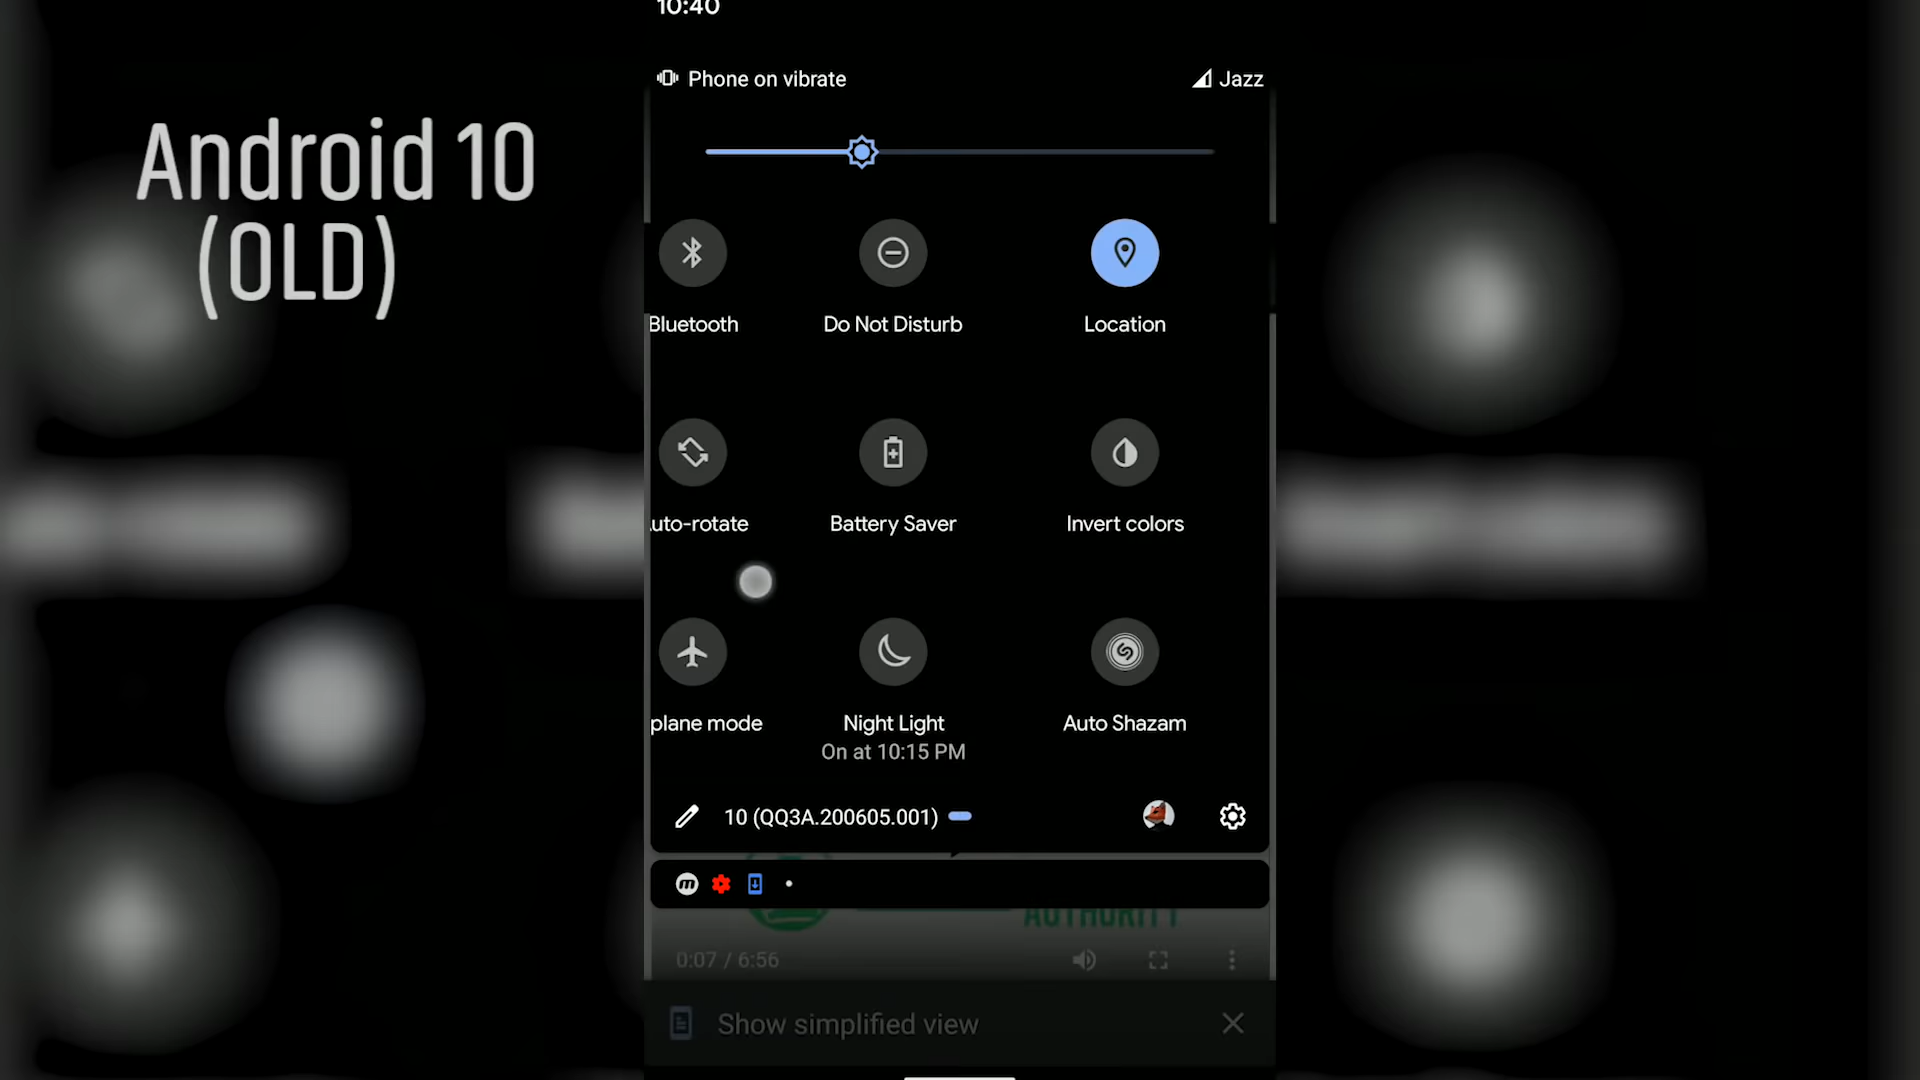 10:40
Android 10
(OLD)
Phone on vibrate
Jazz
Bluetooth
Do Not Disturb
Location
uto-rotate
Battery Saver
Invert colors
plane mode
Night Light
On at 10:15 PM
Auto Shazam
10 (QQ3A.200605.001)
AUTHORITY
0:07 / 6:56
Show simplified view